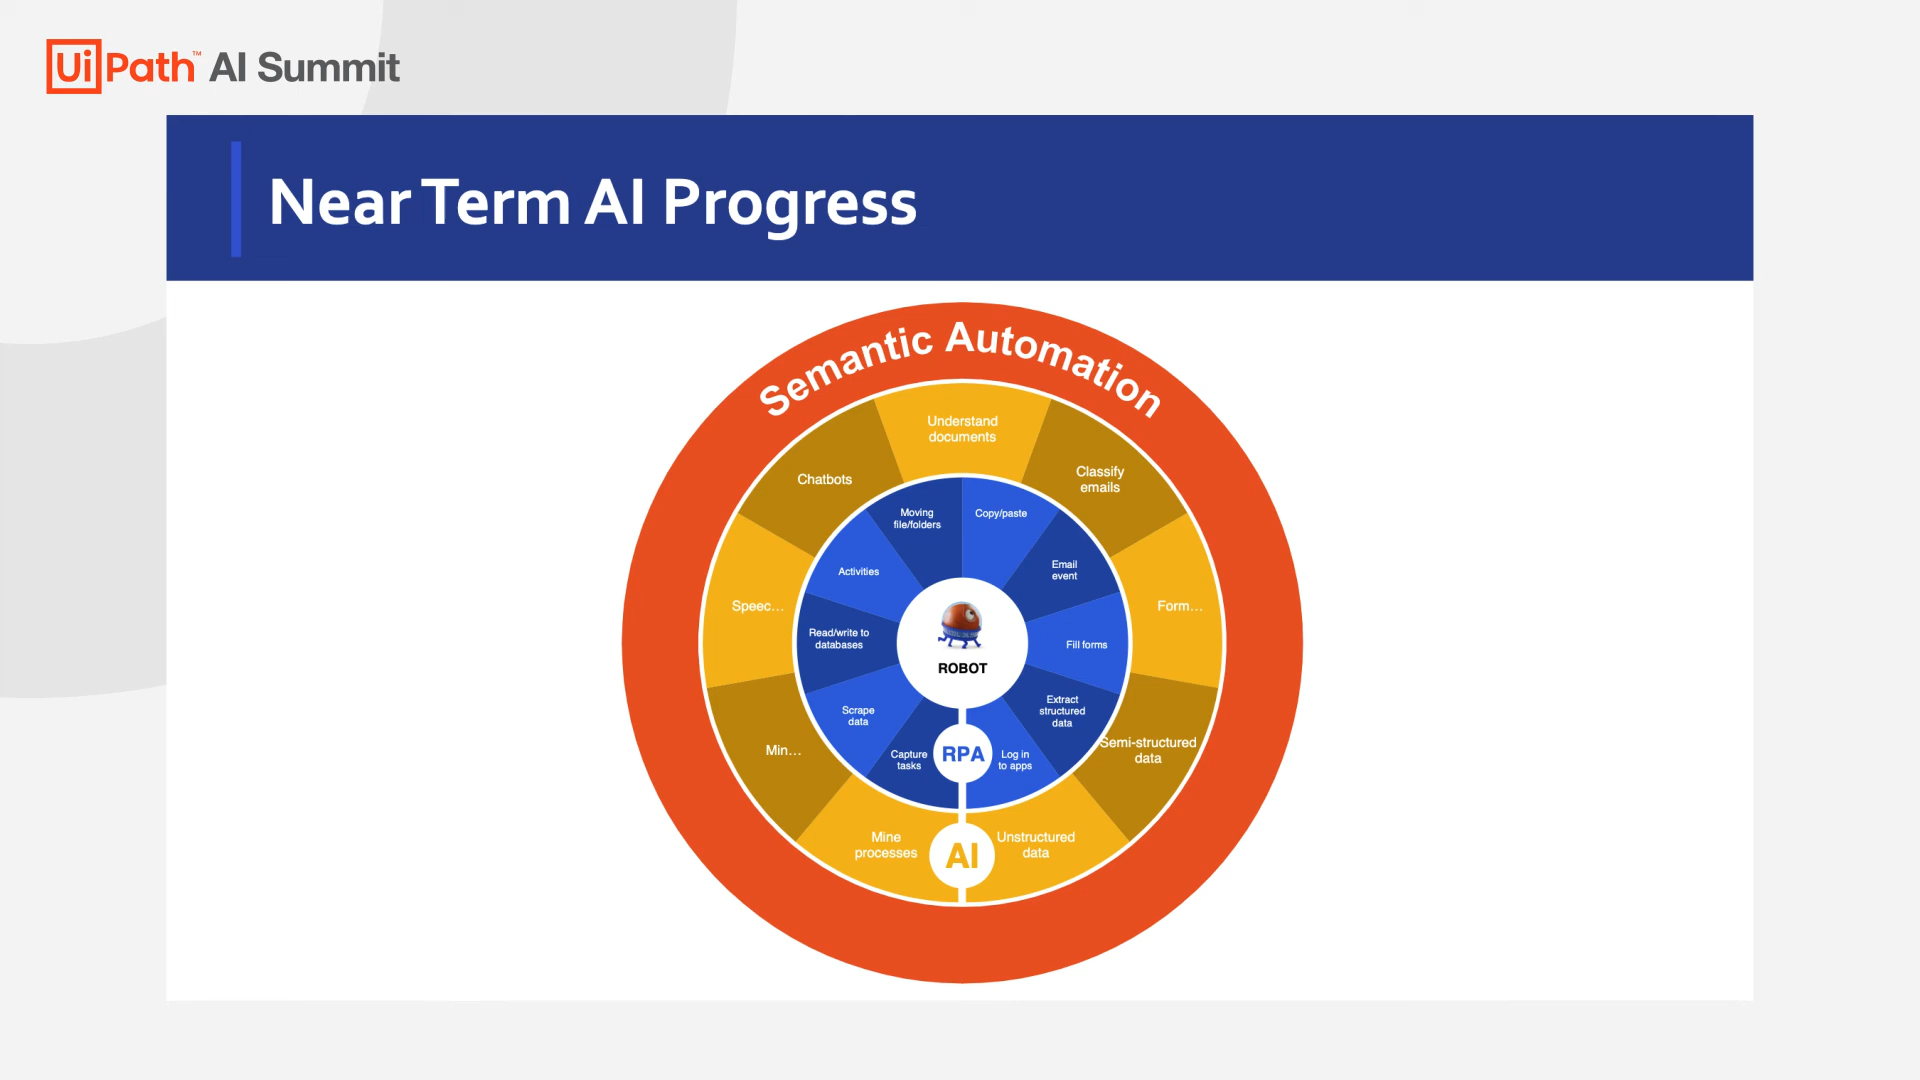 UiPath™ AI Summit
Near Term AI Progress
Semantic Automation
Understand
documents
Classify
emails
Form…
Semi-structured
data
Unstructured
data
AI
Mine
processes
Min…
Speec…
Chatbots
Copy/paste
Email
event
Fill forms
Extract
structured
data
Log in
to apps
RPA
Capture
tasks
Scrape
data
Read/write to
databases
Activities
Moving
file/folders
ROBOT